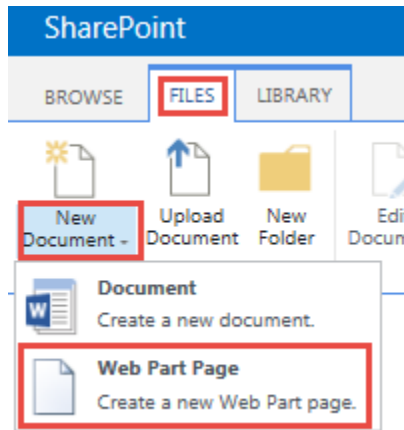 SharePoint
BROWSE FILES LIBRARY
New Upload New
Document Document Folder
Document
Create a new document.
Web Part Page
Create a new Web Part page.